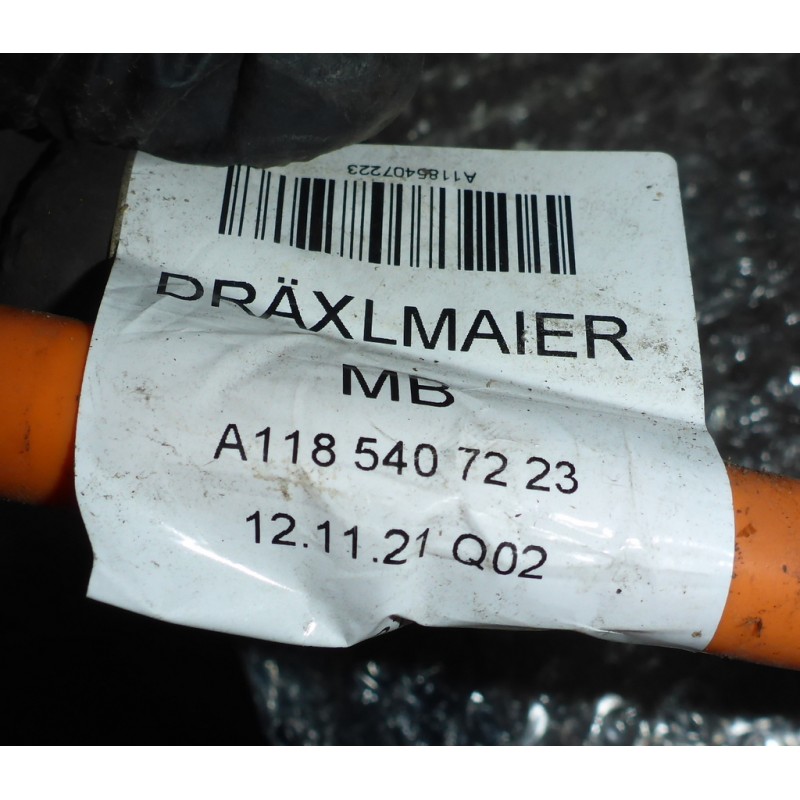 A1185407223
DRÄXLMAIER
MB
A118 540 72 23
12.11.21 Q02